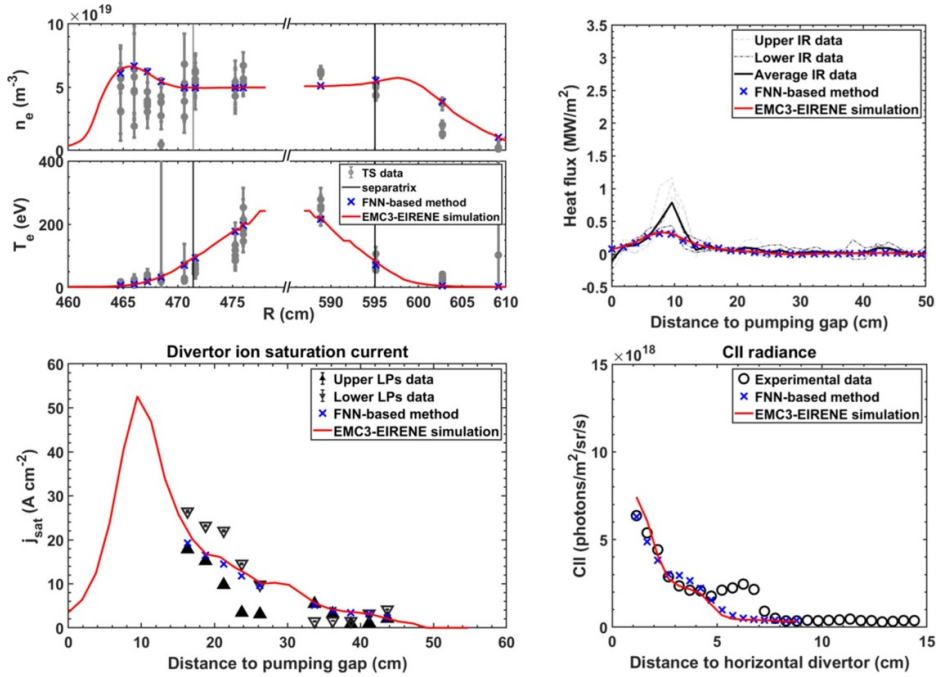 × 10^19
10
5
0
n_e (m^-3)
400
200
0
T_e (eV)
TS data
separatrix
FNN-based method
EMC3-EIRENE simulation
460 465 470 475 590 595 600 605 610
R (cm)
3.5
3
2.5
2
1.5
1
0.5
0
-0.5
Heat flux (MW/m^2)
Upper IR data
Lower IR data
Average IR data
FNN-based method
EMC3-EIRENE simulation
0 10 20 30 40 50
Distance to pumping gap (cm)
Divertor ion saturation current
60
50
40
30
20
10
0
j_sat (A cm^-2)
Upper LPs data
Lower LPs data
FNN-based method
EMC3-EIRENE simulation
0 10 20 30 40 50 60
Distance to pumping gap (cm)
CII radiance
× 10^18
15
10
5
0
CII (photons/m^2/sr/s)
Experimental data
FNN-based method
EMC3-EIRENE simulation
0 5 10 15
Distance to horizontal divertor (cm)